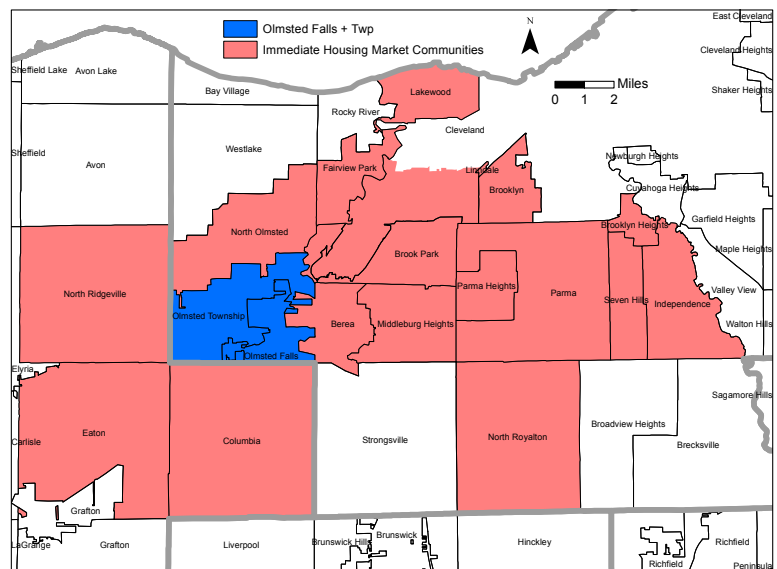 East Cleveland
N
Olmsted Falls + Twp
Immediate Housing Market Communities
Cleveland Heights
Sheffield Lake
Avon Lake
Miles
0 1 2
Bay Village
Lakewood
Shaker Heights
Rocky River
Cleveland
Sheffield
Avon
Westlake
Newburgh Heights
Fairview Park
Linndale
Brooklyn
Cuyahoga Heights
Garfield Heights
North Olmsted
Brooklyn Heights
Brook Park
Maple Heights
North Ridgeville
Parma Heights
Parma
Seven Hills
Independence
Valley View
Olmsted Township
Berea
Middleburg Heights
Walton Hills
Olmsted Falls
Elyria
Sagamore Hills
Eaton
Carlisle
Columbia
Strongsville
North Royalton
Broadview Heights
Brecksville
Grafton
LaGrange
Grafton
Liverpool
Brunswick Hills
Brunswick
Hinckley
Richfield
Richfield
Peninsula